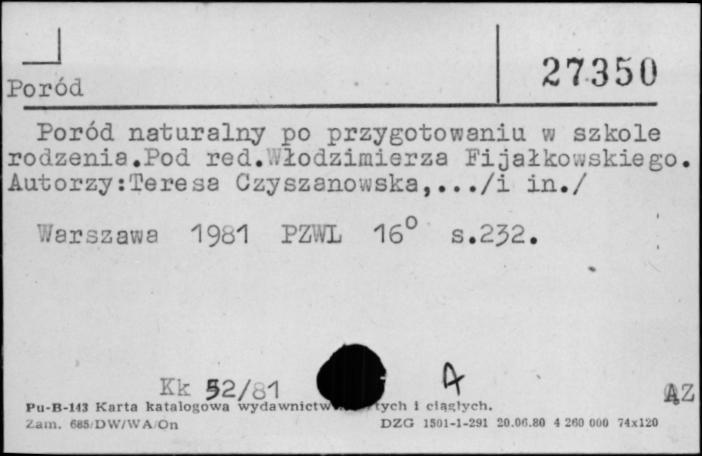 27350
Poród
Poród naturalny po przygotowaniu w szkole
rodzenia.Pod red.Włodzimierza Fijałkowskiego.
Autorzy:Teresa Czyszanowska,.../i in./
Warszawa 1981 PZWL 16° s.232.
Kk 52/81 A ĄZ
Pu-B-143 Karta katalogowa wydawnictw tych i ciągłych.
Zam. 685/DW/WA/On DZG 1501-1-291 20.06.80 4 260 000 74x120